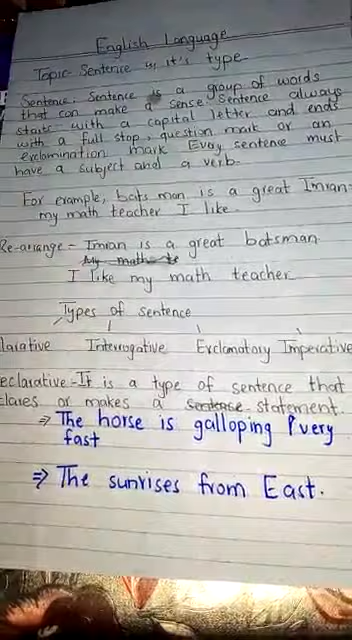 English Language
Topic- Sentence & it's type
Sentence. Sentence is a group of words
that can make a sense. Sentence always
starts with a capital letter and ends
with a full stop, question mark or an
exclamination mark Every sentence must
have a subject and a verb.
For example, bats man is a great Imran-
my math teacher I like.
Re-arrange - Imran is a great batsman
My math te
I like my math teacher
Types of sentence
larative Interrogative Exclamatory Imperative
eclarative-It is a type of sentence that
clares or makes a sentence statement.
⇒ The horse is galloping very
fast
⇒ The sunrises from East.